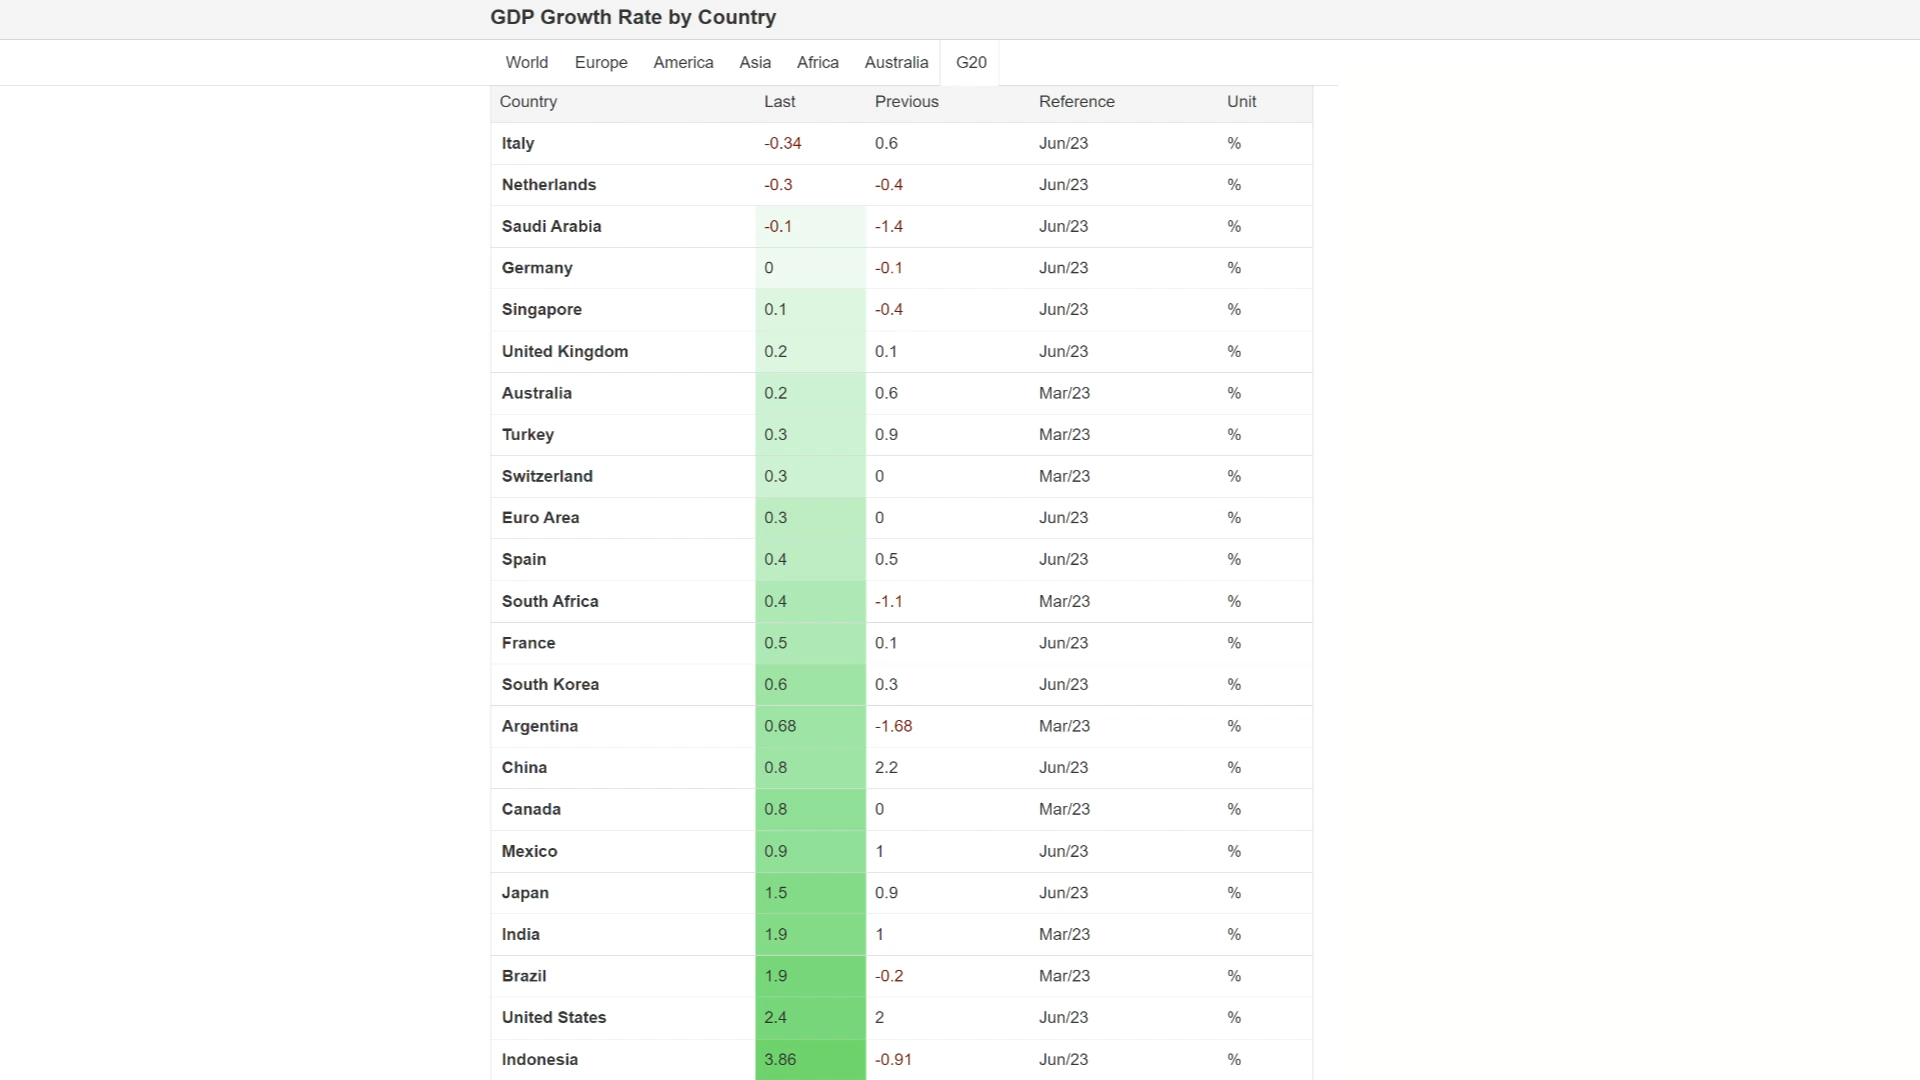 GDP Growth Rate by Country
World Europe America Asia Africa Australia G20
Country Last Previous Reference Unit
Italy -0.34 0.6 Jun/23 %
Netherlands -0.3 -0.4 Jun/23 %
Saudi Arabia -0.1 -1.4 Jun/23 %
Germany 0 -0.1 Jun/23 %
Singapore 0.1 -0.4 Jun/23 %
United Kingdom 0.2 0.1 Jun/23 %
Australia 0.2 0.6 Mar/23 %
Turkey 0.3 0.9 Mar/23 %
Switzerland 0.3 0 Mar/23 %
Euro Area 0.3 0 Jun/23 %
Spain 0.4 0.5 Jun/23 %
South Africa 0.4 -1.1 Mar/23 %
France 0.5 0.1 Jun/23 %
South Korea 0.6 0.3 Jun/23 %
Argentina 0.68 -1.68 Mar/23 %
China 0.8 2.2 Jun/23 %
Canada 0.8 0 Mar/23 %
Mexico 0.9 1 Jun/23 %
Japan 1.5 0.9 Jun/23 %
India 1.9 1 Mar/23 %
Brazil 1.9 -0.2 Mar/23 %
United States 2.4 2 Jun/23 %
Indonesia 3.86 -0.91 Jun/23 %